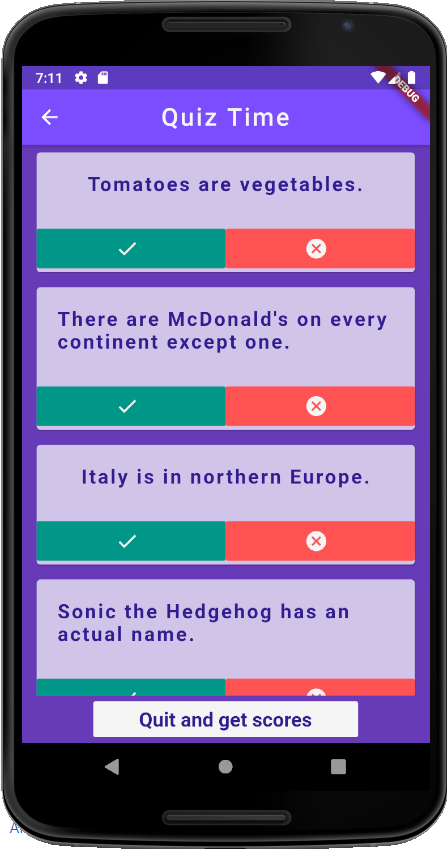 7:11
DEBUG
Quiz Time
Tomatoes are vegetables.
There are McDonald's on every
continent except one.
Italy is in northern Europe.
Sonic the Hedgehog has an
actual name.
Quit and get scores